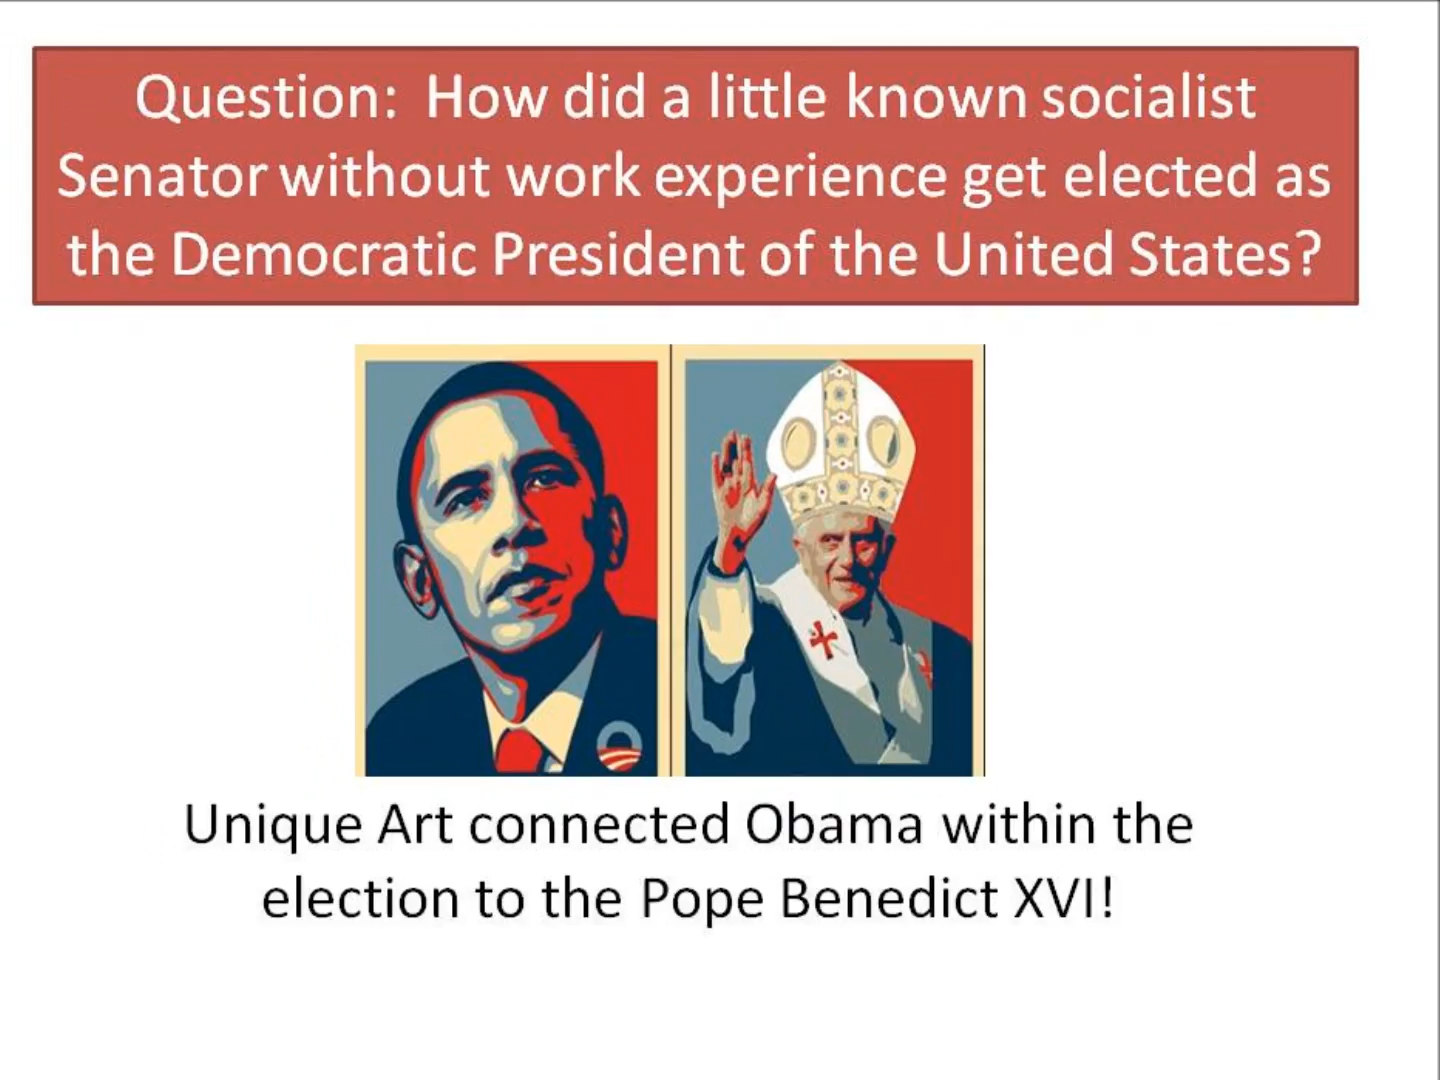 Question: How did a little known socialist
Senator without work experience get elected as
the Democratic President of the United States?
Unique Art connected Obama within the
election to the Pope Benedict XVI!